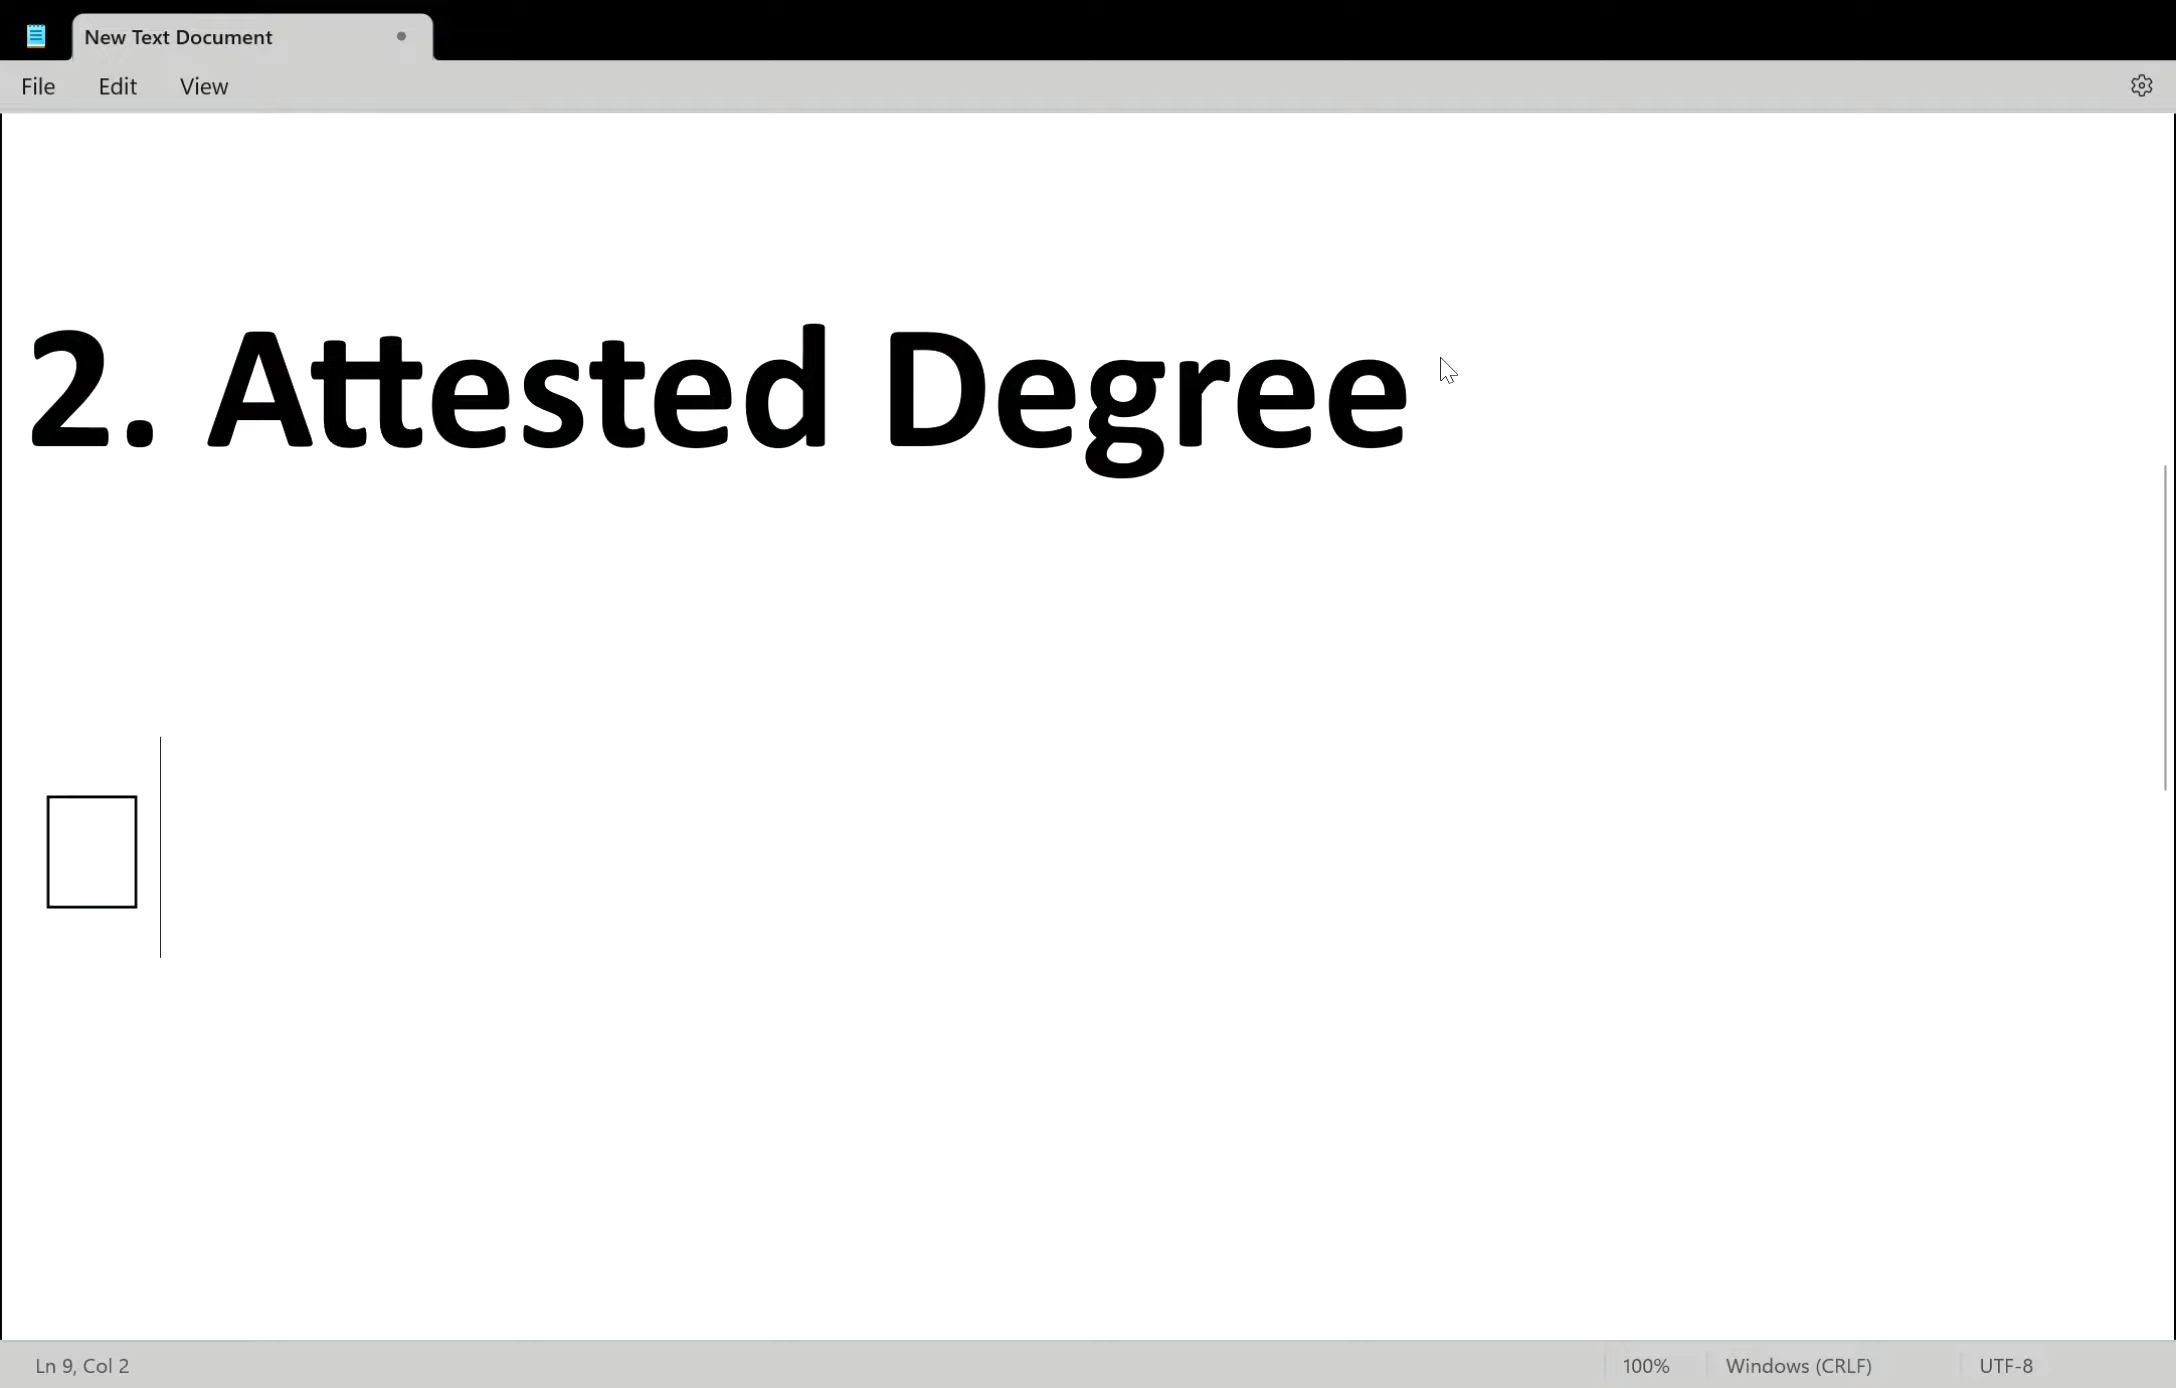 New Text Document
File Edit View
2. Attested Degree
Ln 9, Col 2 100% Windows (CRLF) UTF-8